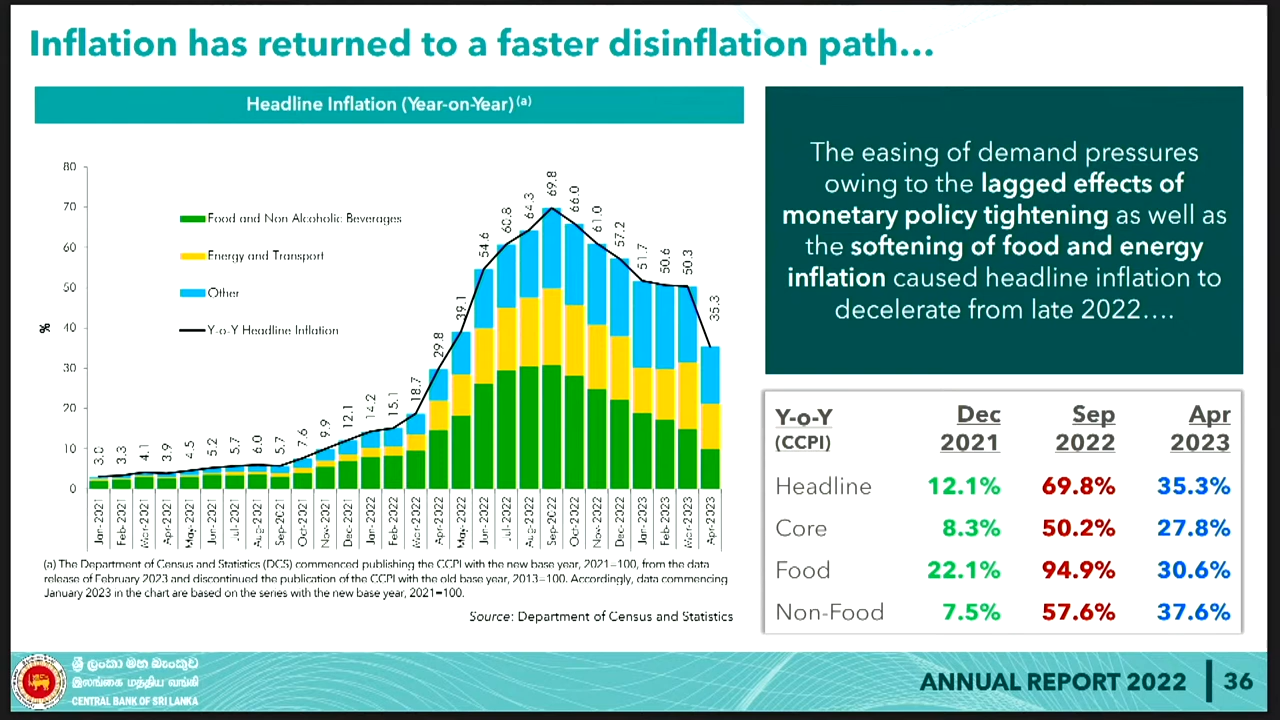 Inflation has returned to a faster disinflation path...
Headline Inflation (Year-on-Year) (a)
80
70
60
50
40
30
20
10
0
%
Food and Non Alcoholic Beverages
Energy and Transport
Other
Y-o-Y Headline Inflation
3.0
3.3
4.1
3.9
4.5
5.2
5.7
6.0
5.7
7.6
9.9
12.1
14.2
15.1
18.7
29.8
39.1
54.6
60.8
64.3
69.8
66.0
61.0
57.2
51.7
50.6
50.3
35.3
Jan-2021
Feb-2021
Mar-2021
Apr-2021
May-2021
Jun-2021
Jul-2021
Aug-2021
Sep-2021
Oct-2021
Nov-2021
Dec-2021
Jan-2022
Feb-2022
Mar-2022
Apr-2022
May-2022
Jun-2022
Jul-2022
Aug-2022
Sep-2022
Oct-2022
Nov-2022
Dec-2022
Jan-2023
Feb-2023
Mar-2023
Apr-2023
(a) The Department of Census and Statistics (DCS) commenced publishing the CCPI with the new base year, 2021=100, from the data
release of February 2023 and discontinued the publication of the CCPI with the old base year, 2013=100. Accordingly, data commencing
January 2023 in the chart are based on the series with the new base year, 2021=100.
Source: Department of Census and Statistics
The easing of demand pressures
owing to the lagged effects of
monetary policy tightening as well as
the softening of food and energy
inflation caused headline inflation to
decelerate from late 2022....
Y-o-Y (CCPI) Dec 2021 Sep 2022 Apr 2023
Headline 12.1% 69.8% 35.3%
Core 8.3% 50.2% 27.8%
Food 22.1% 94.9% 30.6%
Non-Food 7.5% 57.6% 37.6%
ශ්‍රී ලංකා මහ බැංකුව
இலங்கை மத்திய வங்கி
CENTRAL BANK OF SRI LANKA
ANNUAL REPORT 2022 | 36